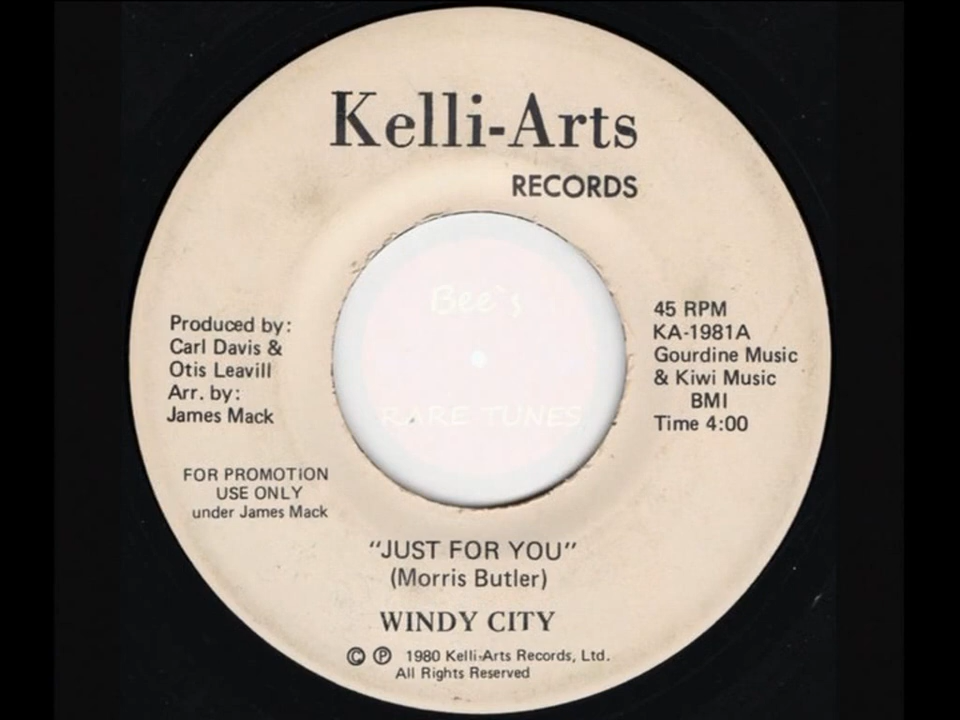 Kelli-Arts
RECORDS
Bee`s
RARE TUNES
Produced by:
Carl Davis &
Otis Leavill
Arr. by:
James Mack
45 RPM
KA-1981A
Gourdine Music
& Kiwi Music
BMI
Time 4:00
FOR PROMOTION
USE ONLY
under James Mack
"JUST FOR YOU"
(Morris Butler)
WINDY CITY
© ℗ 1980 Kelli-Arts Records, Ltd.
All Rights Reserved